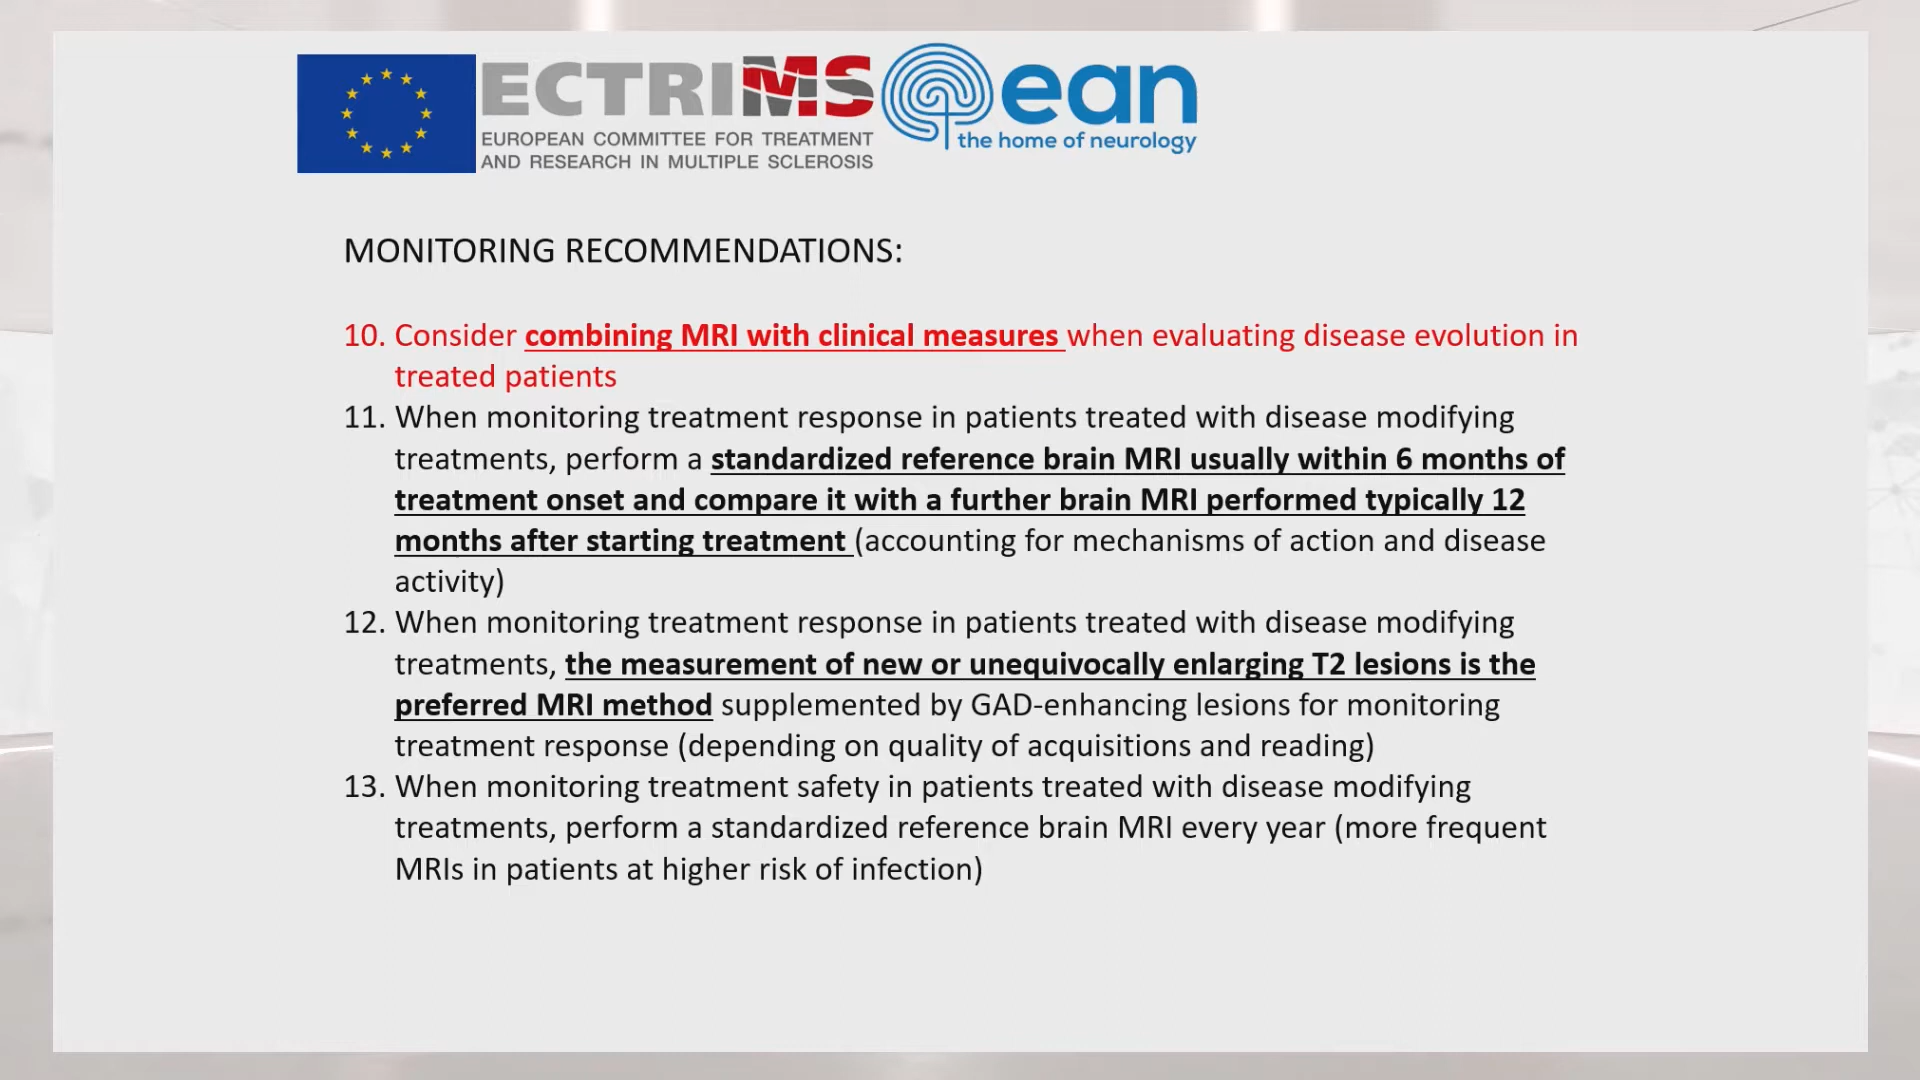 ECTRIMS
EUROPEAN COMMITTEE FOR TREATMENT
AND RESEARCH IN MULTIPLE SCLEROSIS
ean
the home of neurology
MONITORING RECOMMENDATIONS:
10. Consider combining MRI with clinical measures when evaluating disease evolution in
treated patients
11. When monitoring treatment response in patients treated with disease modifying
treatments, perform a standardized reference brain MRI usually within 6 months of
treatment onset and compare it with a further brain MRI performed typically 12
months after starting treatment (accounting for mechanisms of action and disease
activity)
12. When monitoring treatment response in patients treated with disease modifying
treatments, the measurement of new or unequivocally enlarging T2 lesions is the
preferred MRI method supplemented by GAD-enhancing lesions for monitoring
treatment response (depending on quality of acquisitions and reading)
13. When monitoring treatment safety in patients treated with disease modifying
treatments, perform a standardized reference brain MRI every year (more frequent
MRIs in patients at higher risk of infection)